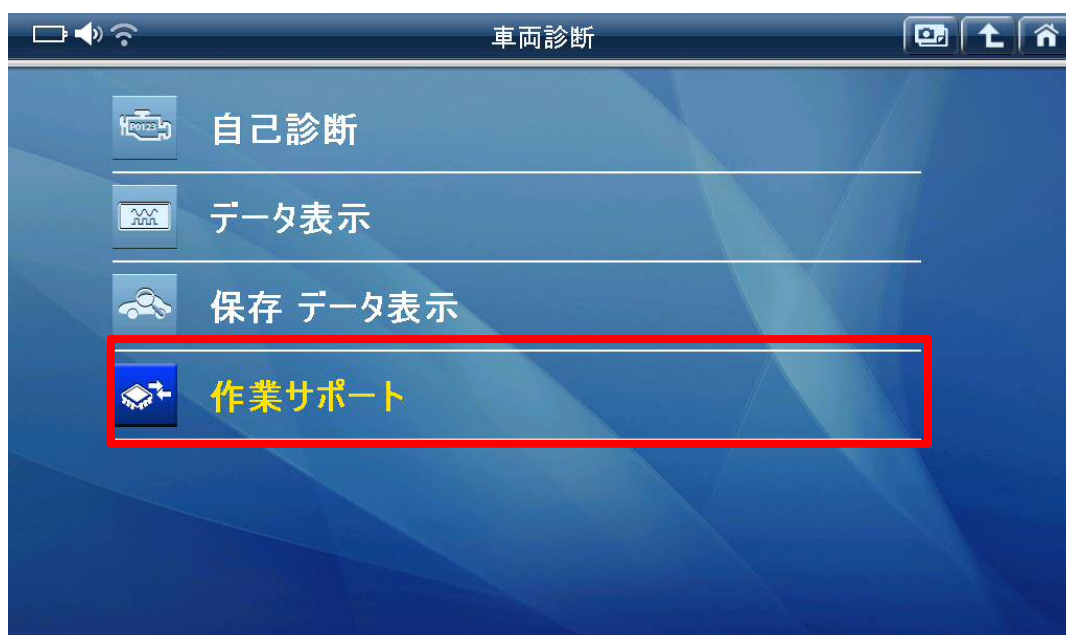 車両診断
P0123
自己診断
データ表示
保存 データ表示
作業サポート